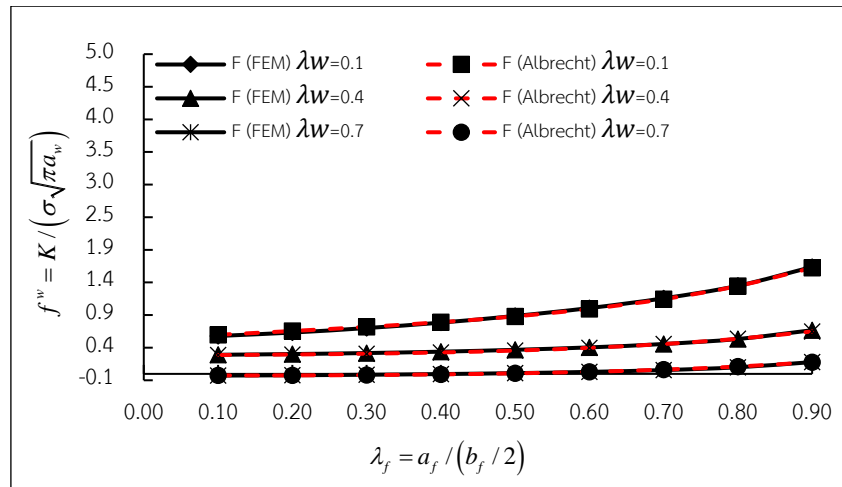 F (FEM) λw=0.1
F (Albrecht) λw=0.1
F (FEM) λw=0.4
F (Albrecht) λw=0.4
F (FEM) λw=0.7
F (Albrecht) λw=0.7
f^w = K / (σ√πa_w)
5.0
4.5
4.0
3.5
3.0
2.5
1.9
1.4
0.9
0.4
-0.1
0.00 0.10 0.20 0.30 0.40 0.50 0.60 0.70 0.80 0.90
λ_f = a_f / (b_f / 2)